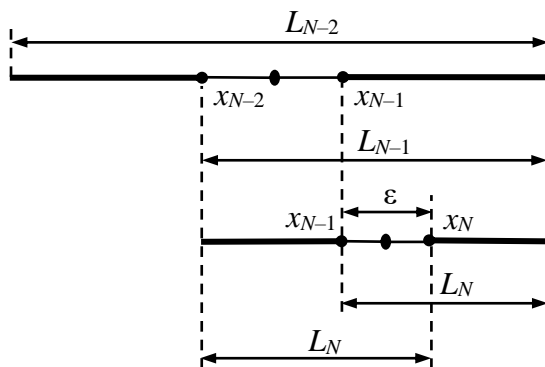 L_{N–2}
x_{N–2} x_{N–1}
L_{N–1}
ε
x_{N–1} x_N
L_N
L_N